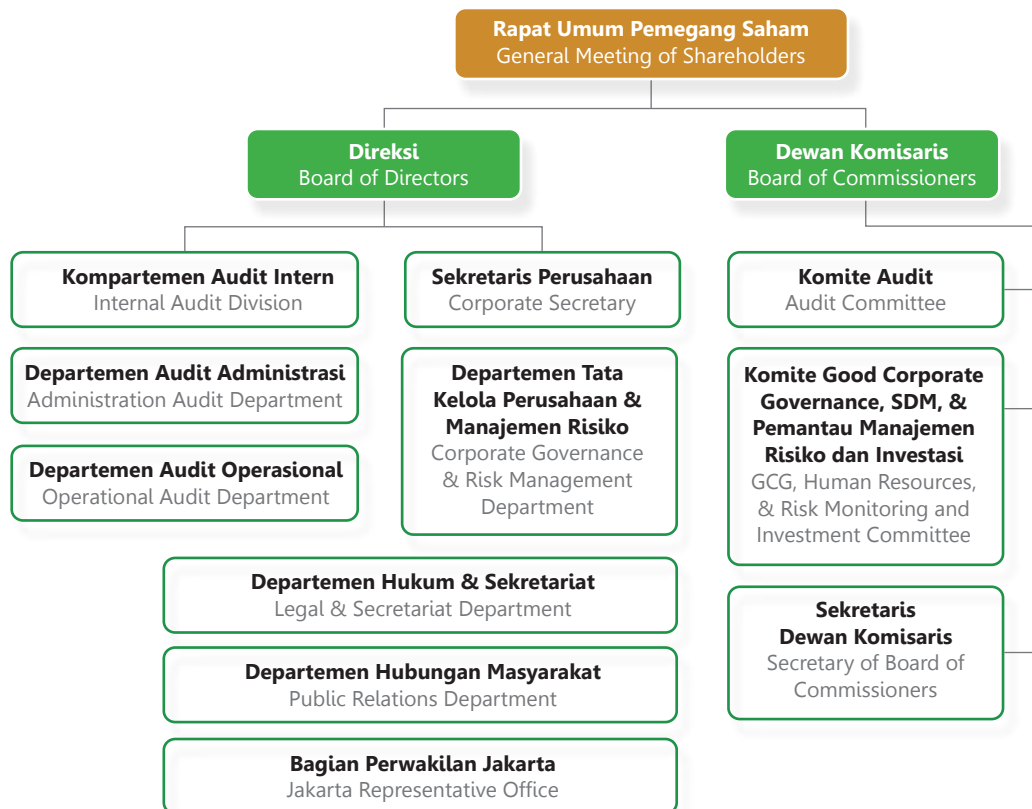 Rapat Umum Pemegang Saham
General Meeting of Shareholders
Direksi
Board of Directors
Dewan Komisaris
Board of Commissioners
Kompartemen Audit Intern
Internal Audit Division
Sekretaris Perusahaan
Corporate Secretary
Komite Audit
Audit Committee
Departemen Audit Administrasi
Administration Audit Department
Departemen Audit Operasional
Operational Audit Department
Departemen Tata
Kelola Perusahaan &
Manajemen Risiko
Corporate Governance
& Risk Management
Department
Komite Good Corporate
Governance, SDM, &
Pemantau Manajemen
Risiko dan Investasi
GCG, Human Resources,
& Risk Monitoring and
Investment Committee
Departemen Hukum & Sekretariat
Legal & Secretariat Department
Departemen Hubungan Masyarakat
Public Relations Department
Bagian Perwakilan Jakarta
Jakarta Representative Office
Sekretaris
Dewan Komisaris
Secretary of Board of
Commissioners